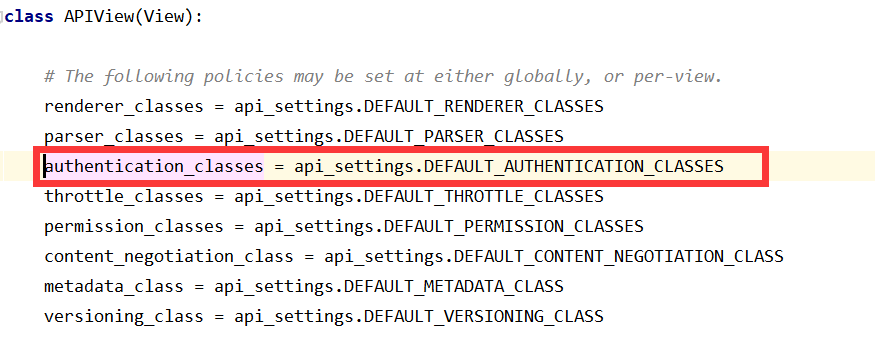 class APIView(View):
# The following policies may be set at either globally, or per-view.
renderer_classes = api_settings.DEFAULT_RENDERER_CLASSES
parser_classes = api_settings.DEFAULT_PARSER_CLASSES
authentication_classes = api_settings.DEFAULT_AUTHENTICATION_CLASSES
throttle_classes = api_settings.DEFAULT_THROTTLE_CLASSES
permission_classes = api_settings.DEFAULT_PERMISSION_CLASSES
content_negotiation_class = api_settings.DEFAULT_CONTENT_NEGOTIATION_CLASS
metadata_class = api_settings.DEFAULT_METADATA_CLASS
versioning_class = api_settings.DEFAULT_VERSIONING_CLASS